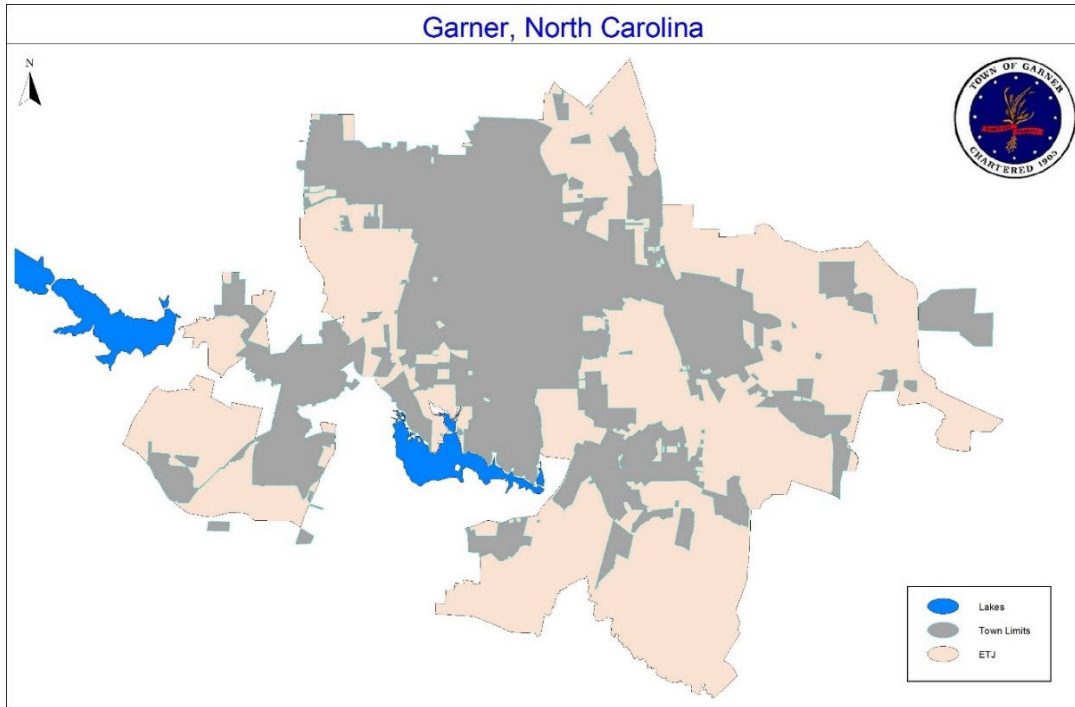 Garner, North Carolina
N
TOWN OF GARNER
CHARTERED 1905
Lakes
Town Limits
ETJ